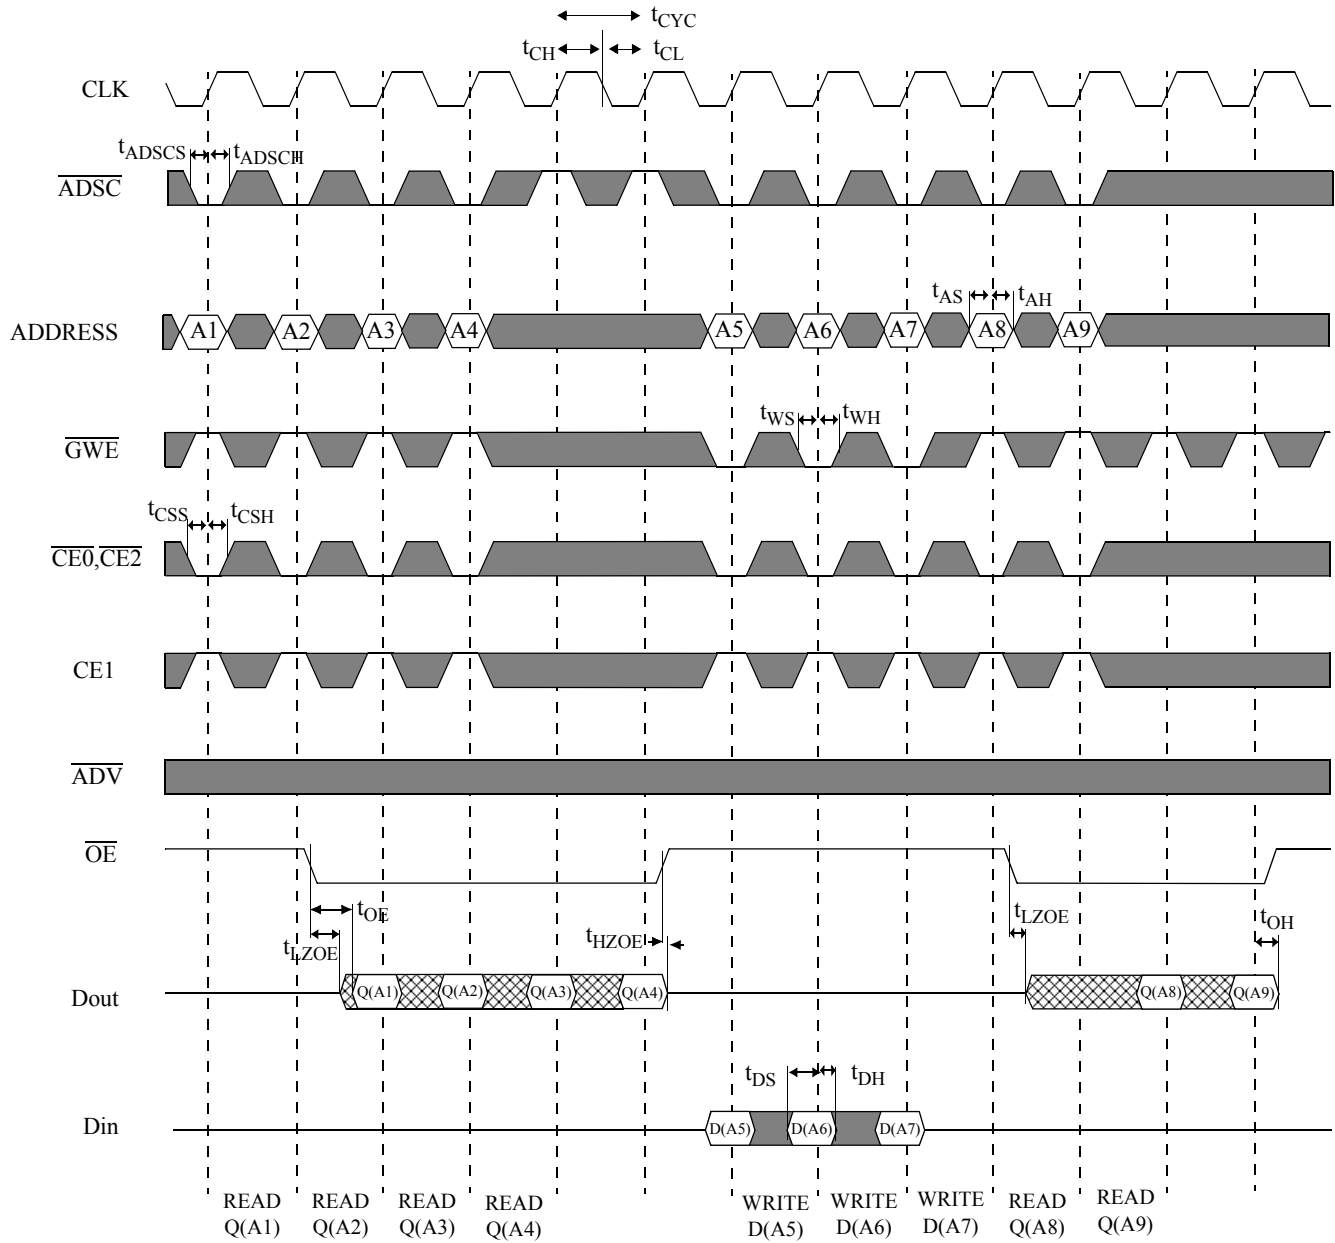 tCYC
tCH tCL
CLK
tADSCS tADSCH
ADSC
tAS tAH
ADDRESS A1 A2 A3 A4 A5 A6 A7 A8 A9
tWS tWH
GWE
tCSS tCSH
CE0,CE2
CE1
ADV
OE
tOE tLZOE
tLZOE tHZOE tOH
Dout Q(A1) Q(A2) Q(A3) Q(A4) Q(A8) Q(A9)
tDS tDH
Din D(A5) D(A6) D(A7)
READ READ READ READ WRITE WRITE WRITE READ READ
Q(A1) Q(A2) Q(A3) Q(A4) D(A5) D(A6) D(A7) Q(A8) Q(A9)